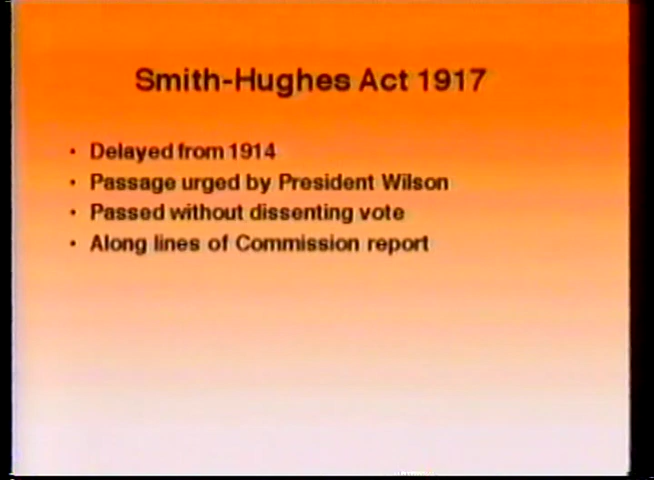 Smith-Hughes Act 1917
• Delayed from 1914
• Passage urged by President Wilson
• Passed without dissenting vote
• Along lines of Commission report